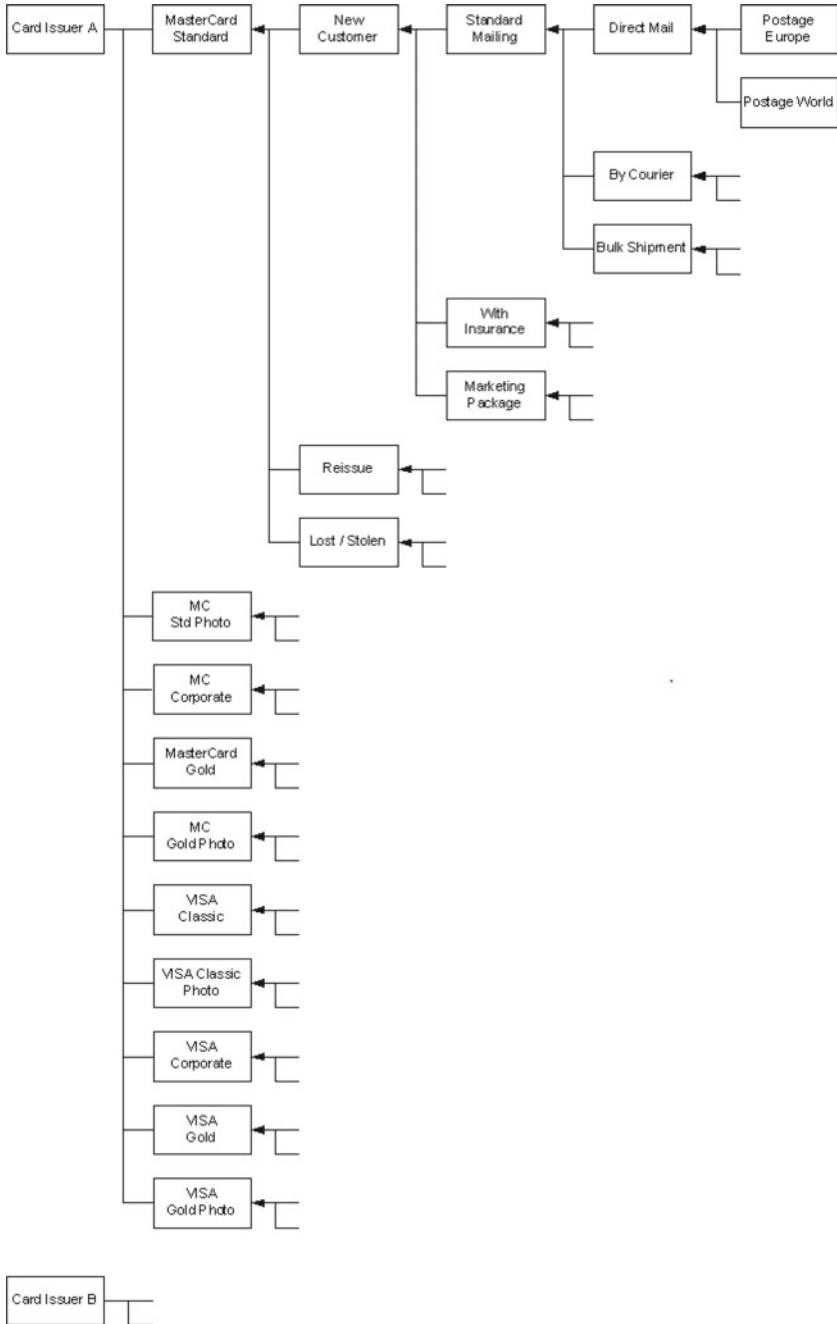 Card Issuer A
MasterCard
Standard
New
Customer
Standard
Mailing
Direct Mail
Postage
Europe
Postage World
By Courier
Bulk Shipment
With
Insurance
Marketing
Package
Reissue
Lost / Stolen
MC
Std Photo
MC
Corporate
MasterCard
Gold
MC
Gold Photo
VISA
Classic
VISA Classic
Photo
VISA
Corporate
VISA
Gold
VISA
Gold Photo
Card Issuer B